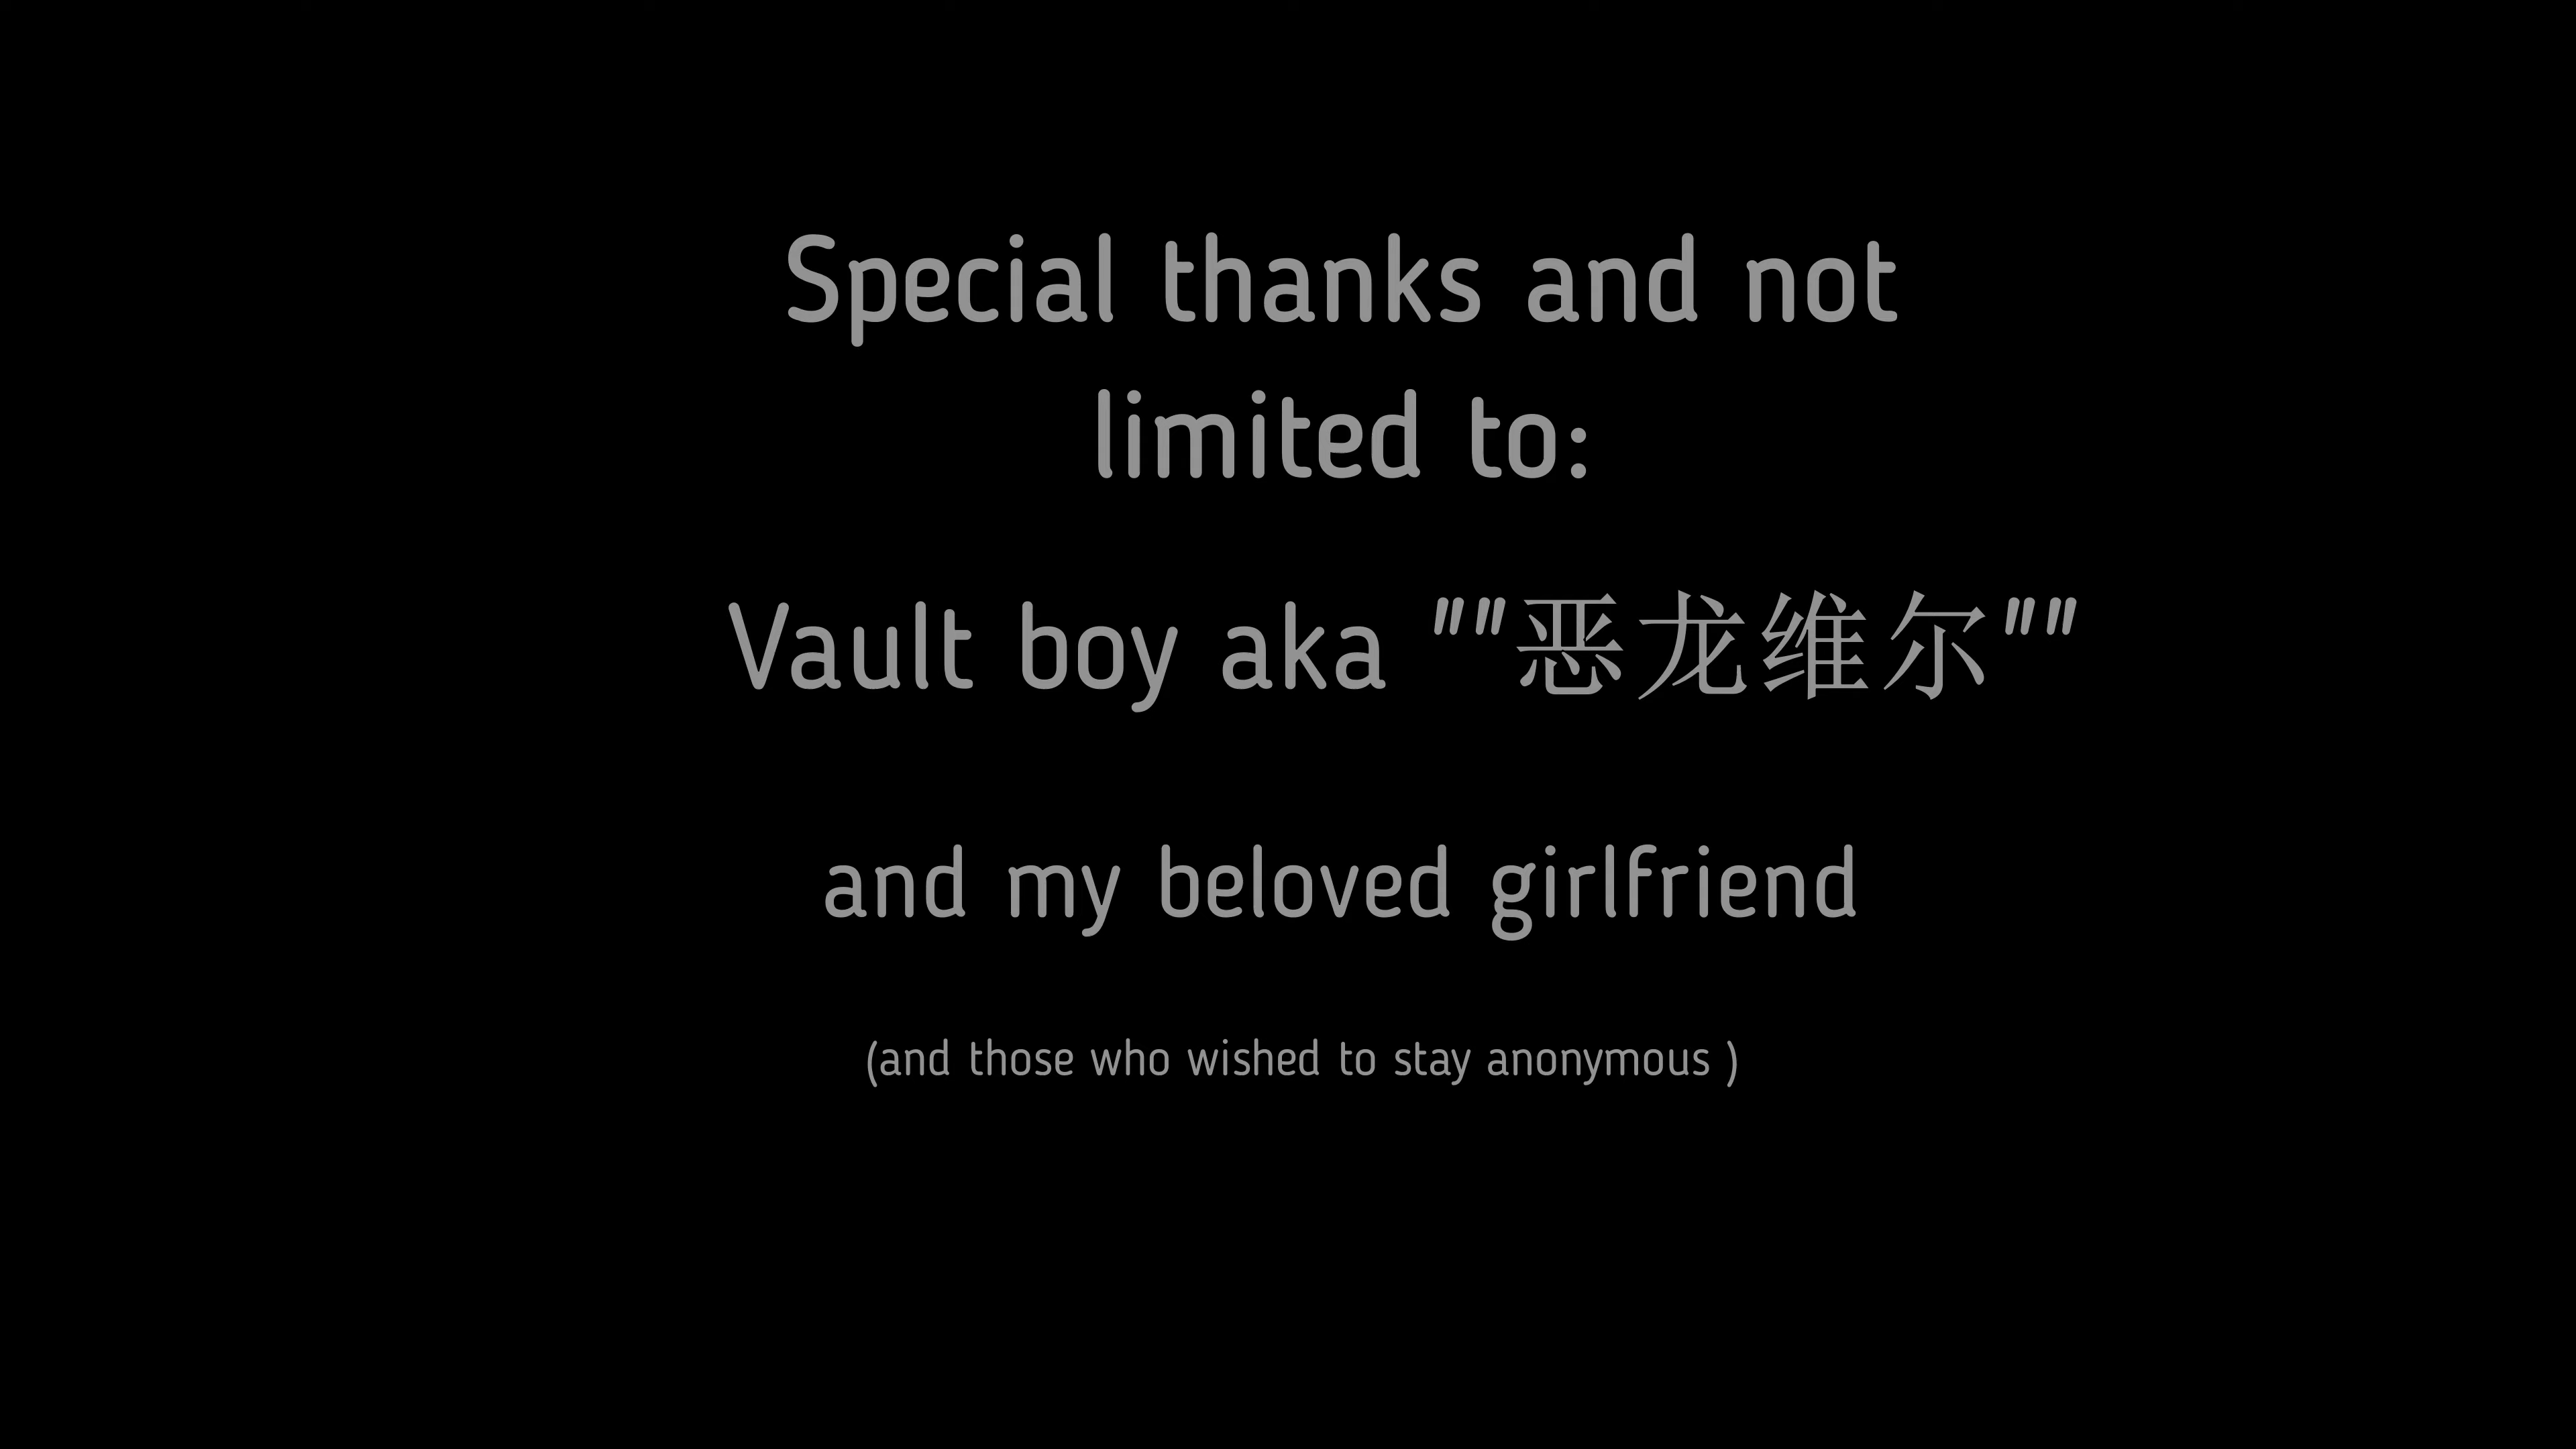 Special thanks and not
limited to:
Vault boy aka ""恶龙维尔""
and my beloved girlfriend
(and those who wished to stay anonymous )